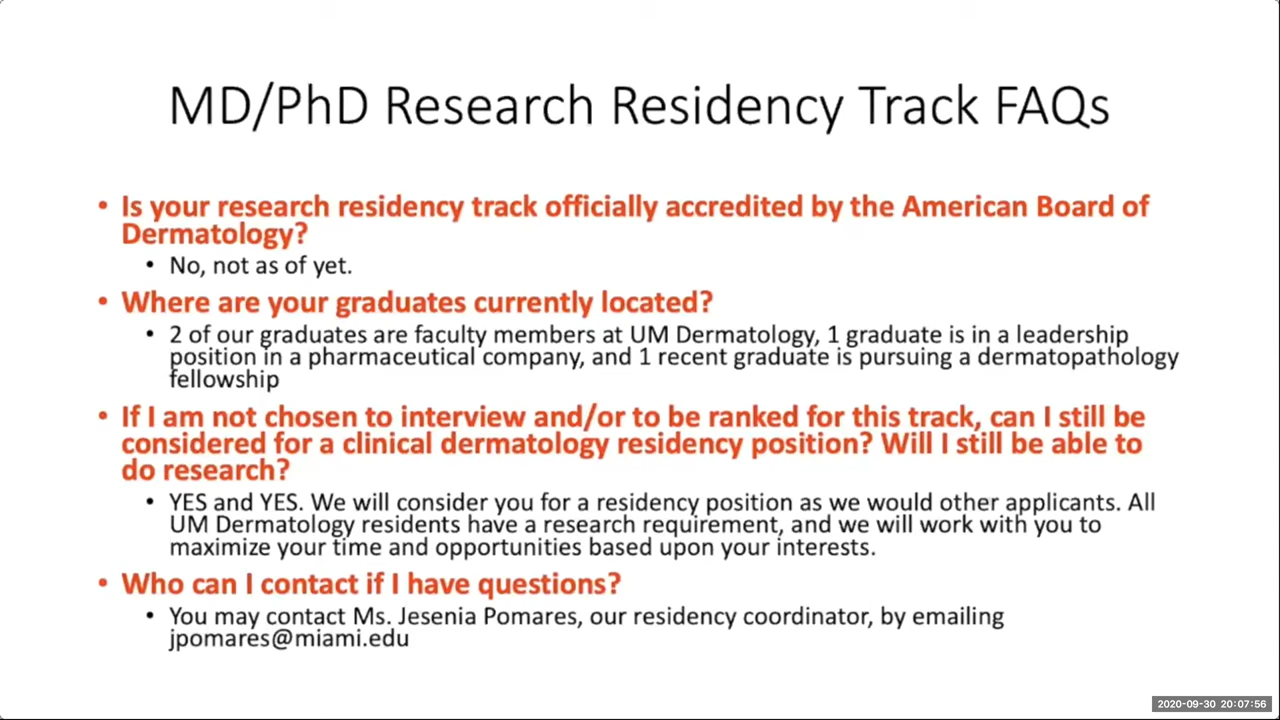 MD/PhD Research Residency Track FAQs
• Is your research residency track officially accredited by the American Board of
Dermatology?
• No, not as of yet.
• Where are your graduates currently located?
• 2 of our graduates are faculty members at UM Dermatology, 1 graduate is in a leadership
position in a pharmaceutical company, and 1 recent graduate is pursuing a dermatopathology
fellowship
• If I am not chosen to interview and/or to be ranked for this track, can I still be
considered for a clinical dermatology residency position? Will I still be able to
do research?
• YES and YES. We will consider you for a residency position as we would other applicants. All
UM Dermatology residents have a research requirement, and we will work with you to
maximize your time and opportunities based upon your interests.
• Who can I contact if I have questions?
• You may contact Ms. Jesenia Pomares, our residency coordinator, by emailing
jpomares@miami.edu
2020-09-30 20:07:56